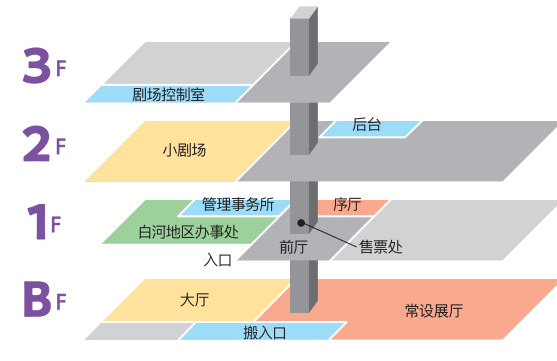 3F
剧场控制室
2F
后台
小剧场
1F
管理事务所
序厅
白河地区办事处
前厅
售票处
入口
BF
大厅
常设展厅
搬入口